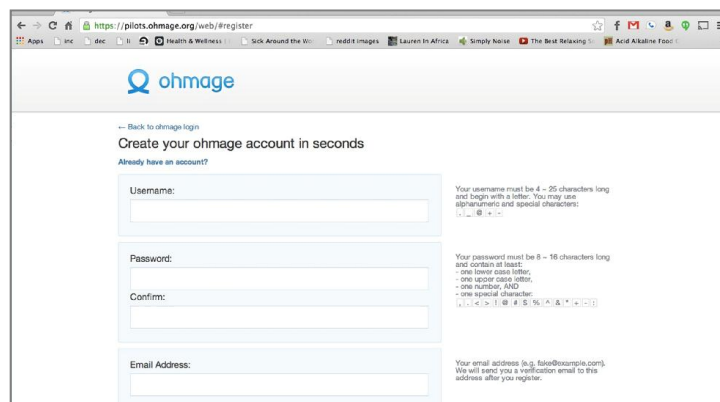 https://pilots.ohmage.org/web/#register
Apps inc dec li Health & Wellness Sick Around the Wo reddit images Lauren In Africa Simply Noise The Best Relaxing S Acid Alkaline Food C
ohmage
← Back to ohmage login
Create your ohmage account in seconds
Already have an account?
Username:
Your username must be 4 – 25 characters long
and begin with a letter. You may use
alphanumeric and special characters:
. _ @ + -
Password:
Your password must be 8 – 16 characters long
and contain at least:
- one lower case letter,
- one upper case letter,
- one number, AND
- one special character:
, . < > ! @ # $ % ^ & * + - :
Confirm:
Email Address:
Your email address (e.g. fake@example.com).
We will send you a verification email to this
address after you register.